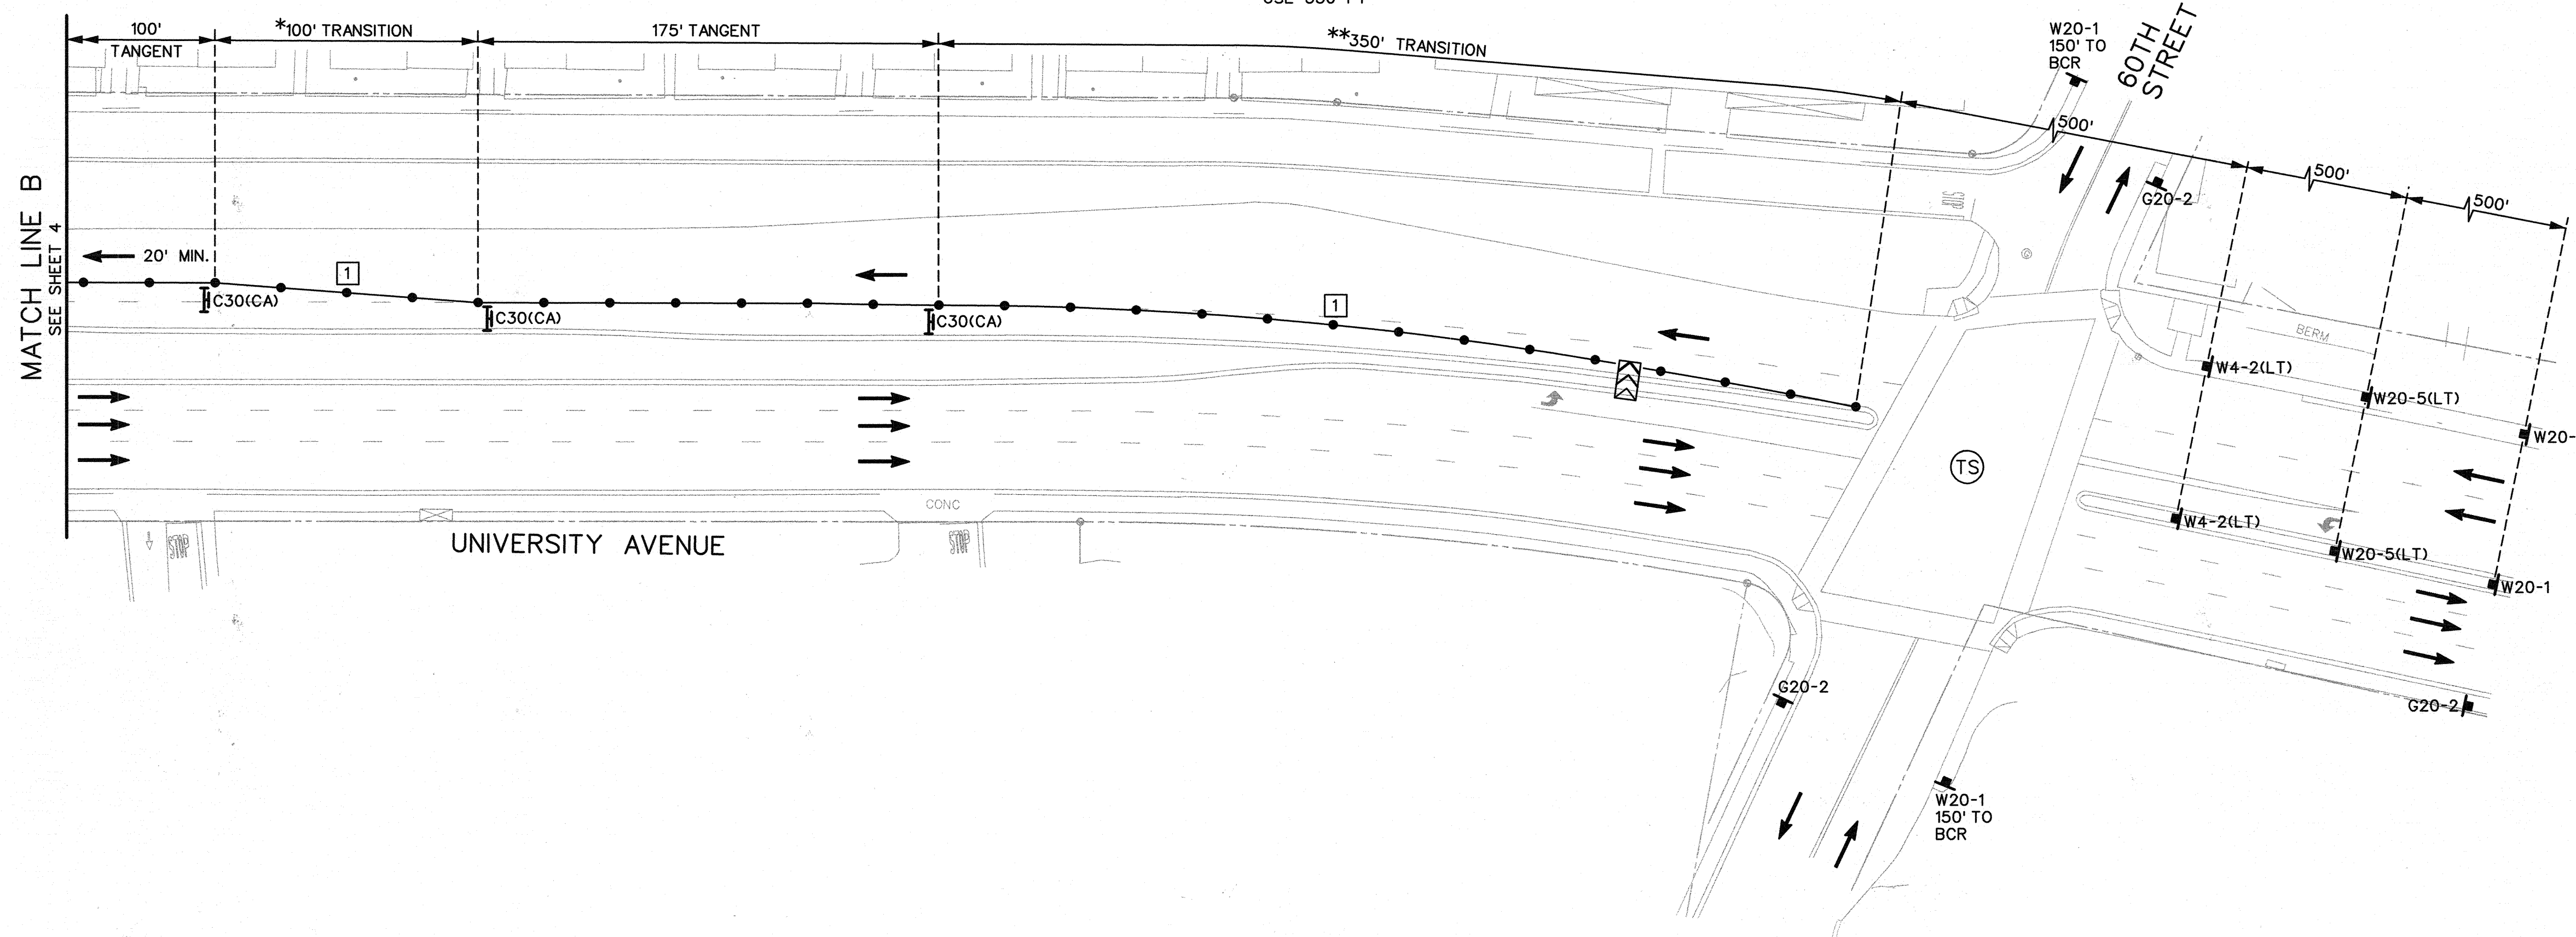 100'
TANGENT
*100' TRANSITION
175' TANGENT
**350' TRANSITION
500'
500'
500'
W20-1
150' TO
BCR
60TH
STREET
G20-2
MATCH LINE B
SEE SHEET 4
20' MIN.
1
C30(CA)
C30(CA)
C30(CA)
1
BERM
W4-2(LT)
W20-5(LT)
W20-
TS
W4-2(LT)
W20-5(LT)
W20-1
CONC
STOP
STOP
UNIVERSITY AVENUE
G20-2
G20-2
W20-1
150' TO
BCR